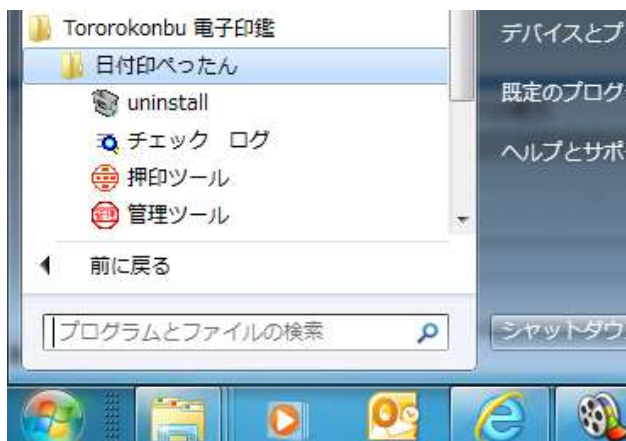 Tororokonbu 電子印鑑
日付印ぺったん
uninstall
チェック ログ
押印ツール
管理ツール
前に戻る
プログラムとファイルの検索
デバイスとプ
既定のプログ
ヘルプとサポ
シャットダウ